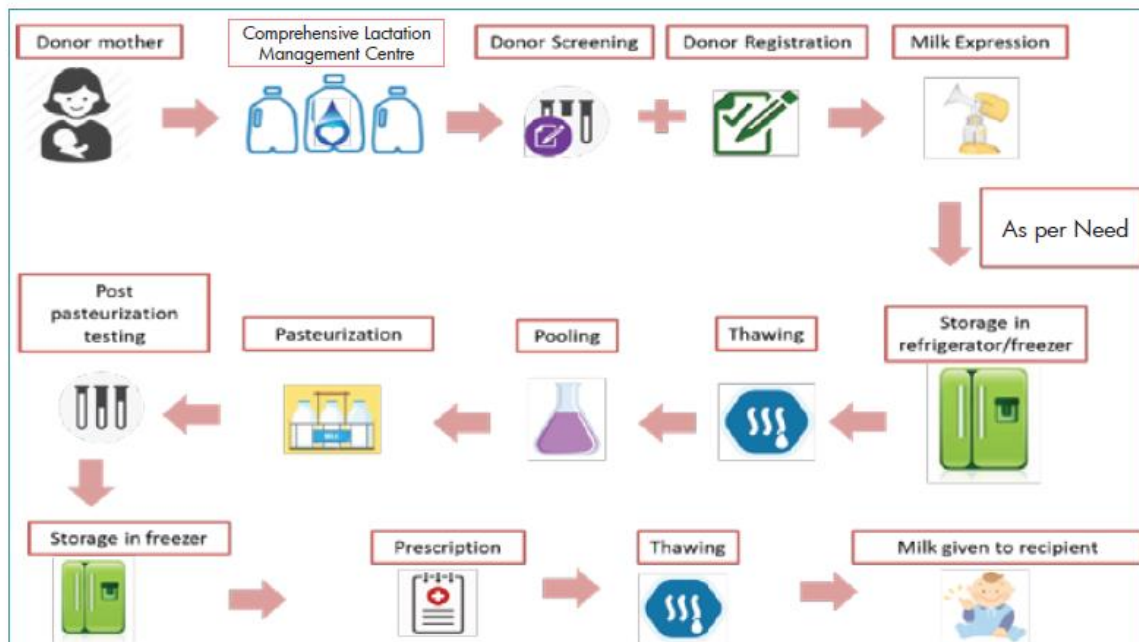 Donor mother
Comprehensive Lactation
Management Centre
Donor Screening
Donor Registration
Milk Expression
As per Need
Storage in
refrigerator/freezer
Thawing
Pooling
Pasteurization
Post
pasteurization
testing
Storage in freezer
Prescription
Thawing
Milk given to recipient